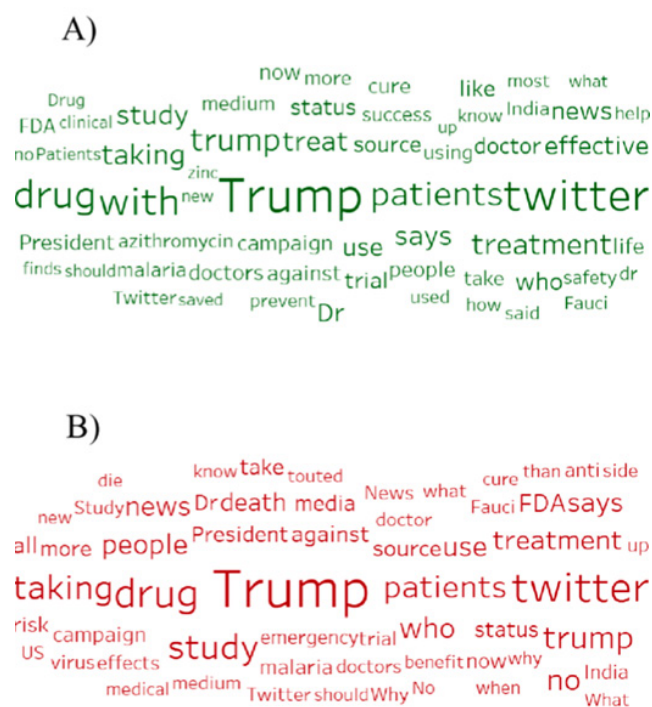 A)
now more cure like most what
Drug FDA clinical study medium status success up know India news help
no Patients taking zinc trump treat source using doctor effective
drug with new Trump patients twitter
President azithromycin campaign use says treatment life
finds should malaria doctors against trial people take who safety dr
Twitter saved prevent Dr used how said Fauci
B)
die know take touted cure than anti side
new Study news Dr death media News what Fauci FDA says
all more people President against doctor source use treatment up
taking drug Trump patients twitter
risk campaign study emergency trial who status trump
US virus effects malaria doctors benefit now why no India
medical medium Twitter should Why No when What